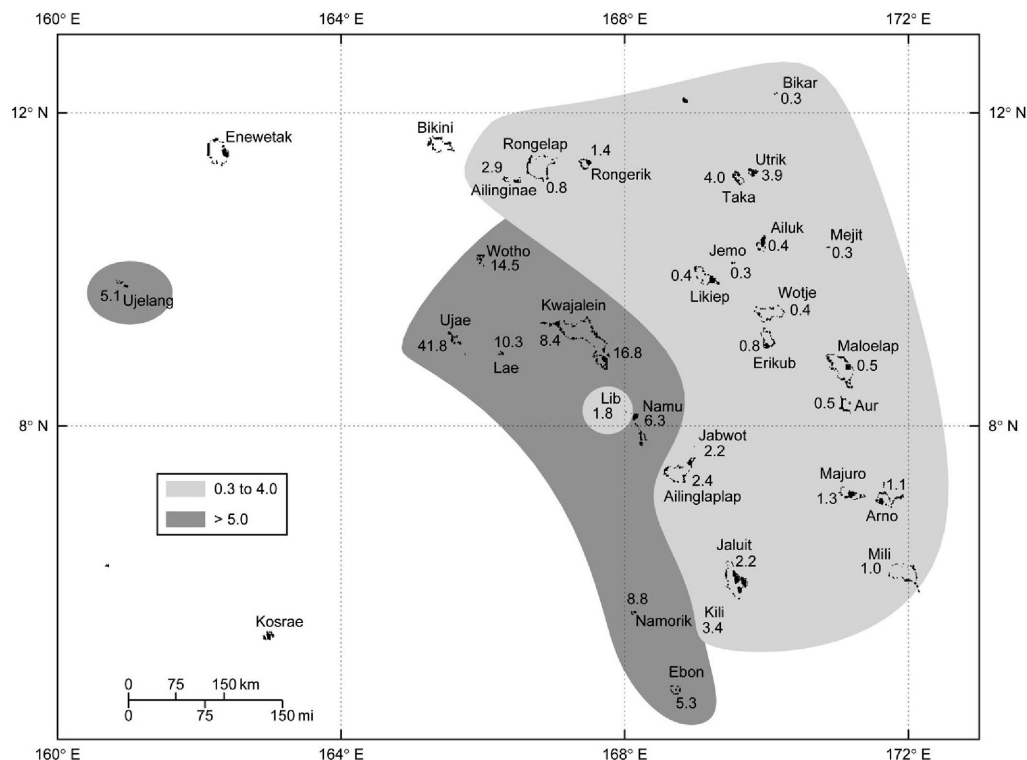 160° E
164° E
168° E
172° E
Bikar
0.3
12° N
12° N
Bikini
Enewetak
Rongelap
1.4
2.9
Rongerik
Ailinginae
0.8
Utrik
4.0
3.9
Taka
Ailuk
0.4
Mejit
0.3
Jemo
0.3
0.4
Likiep
Wotho
14.5
5.1
Ujelang
Wotje
0.4
Kwajalein
8.4
16.8
Ujae
41.8
10.3
Lae
0.8
Erikub
Maloelap
0.5
0.5
Aur
Lib
1.8
Namu
6.3
8° N
8° N
Jabwot
2.2
2.4
Ailinglaplap
Majuro
1.3
1.1
Arno
0.3 to 4.0
> 5.0
Jaluit
2.2
Mili
1.0
8.8
Namorik
Kili
3.4
Kosrae
Ebon
5.3
0 75 150 km
0 75 150 mi
160° E
164° E
168° E
172° E